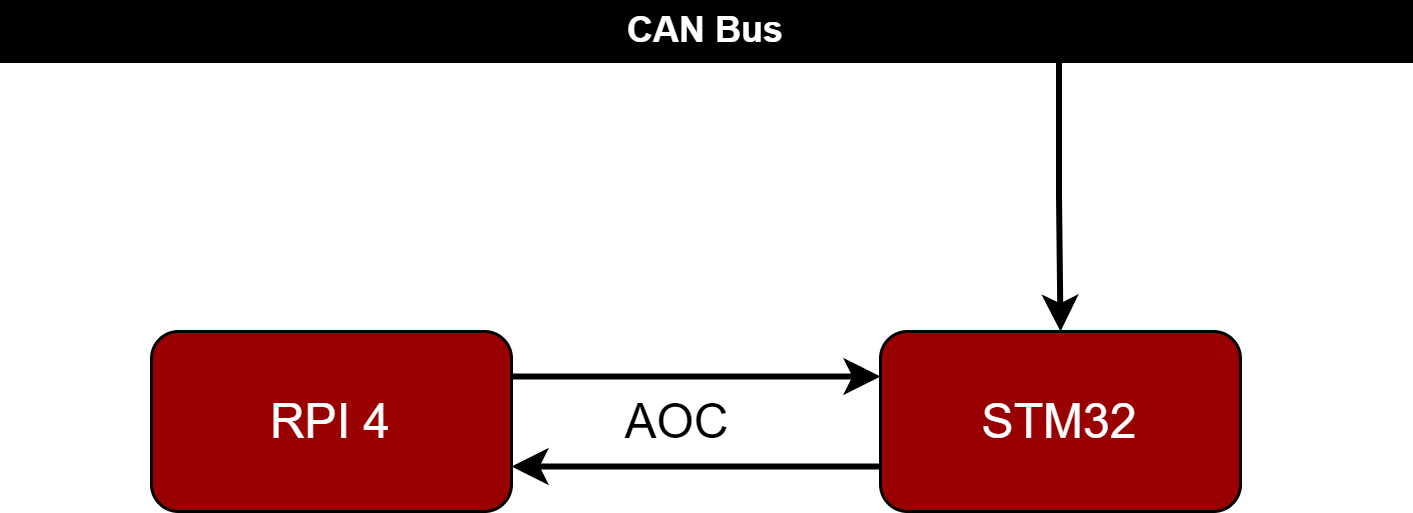 CAN Bus
RPI 4
AOC
STM32